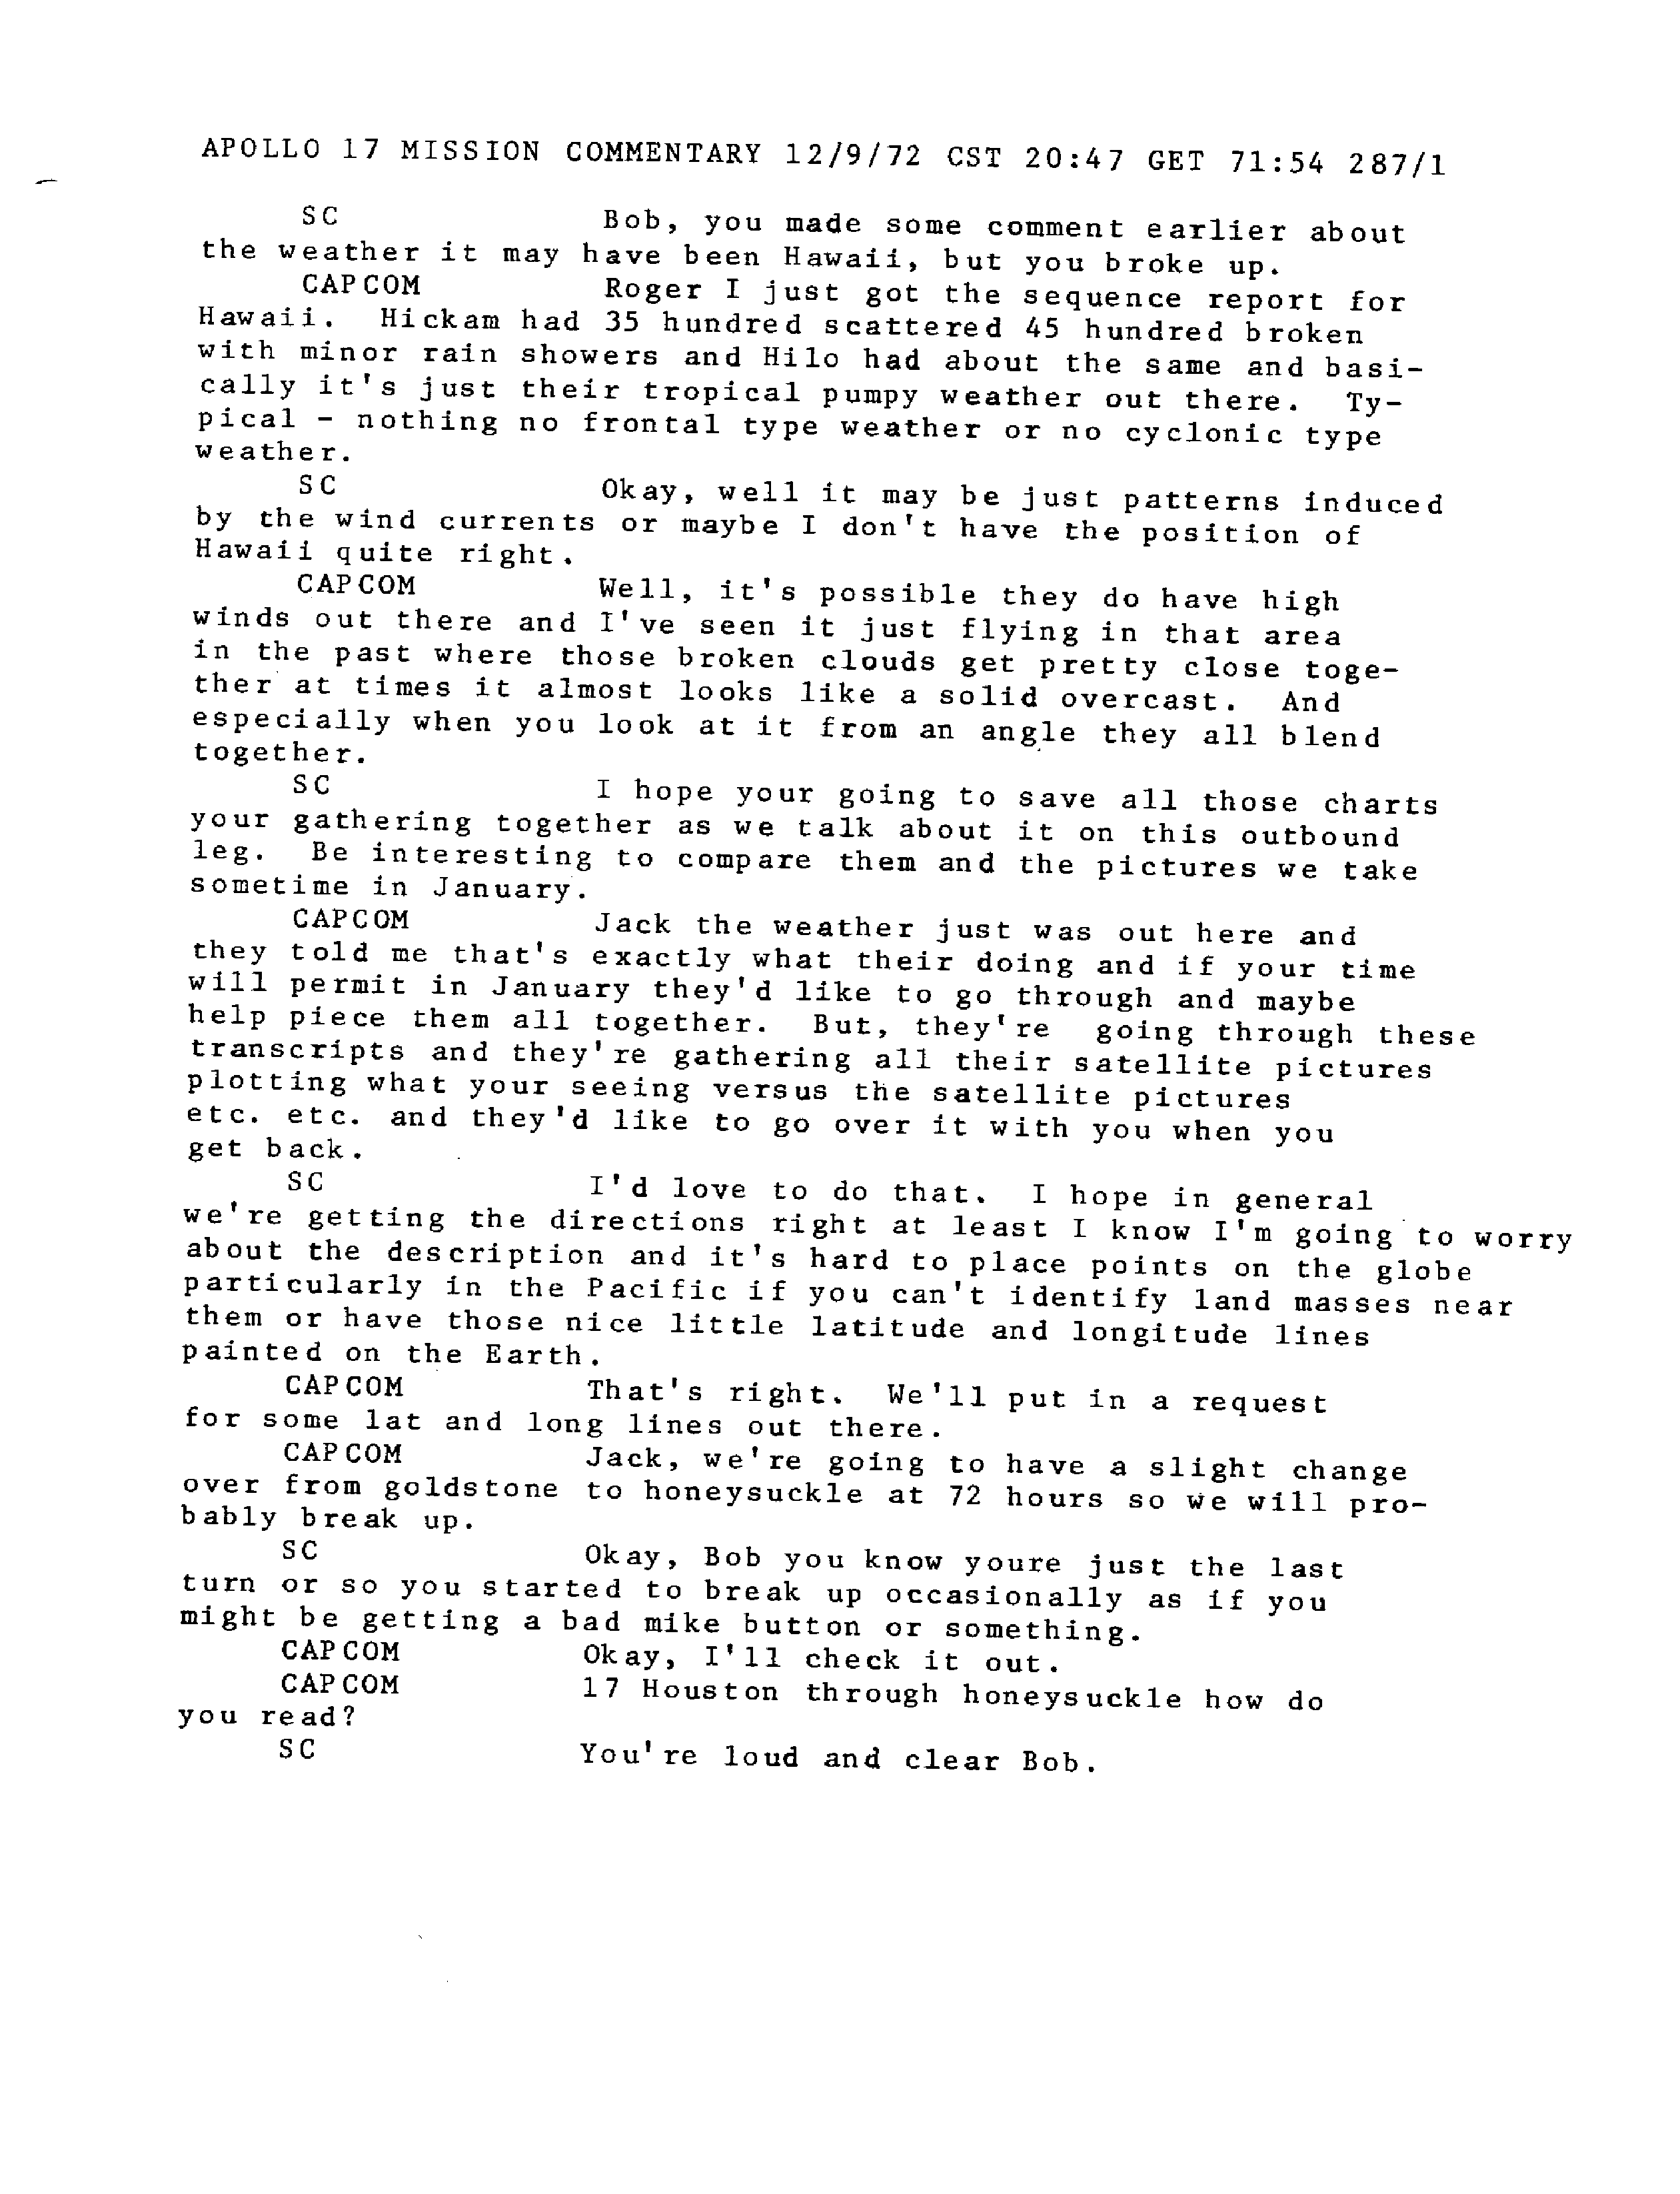 APOLLO 17 MISSION COMMENTARY 12/9/72 CST 20:47 GET 71:54 287/1
SC Bob, you made some comment earlier about
the weather it may have been Hawaii, but you broke up.
CAPCOM Roger I just got the sequence report for
Hawaii. Hickam had 35 hundred scattered 45 hundred broken
with minor rain showers and Hilo had about the same and basi-
cally it's just their tropical pumpy weather out there. Ty-
pical - nothing no frontal type weather or no cyclonic type
weather.
SC Okay, well it may be just patterns induced
by the wind currents or maybe I don't have the position of
Hawaii quite right.
CAPCOM Well, it's possible they do have high
winds out there and I've seen it just flying in that area
in the past where those broken clouds get pretty close toge-
ther at times it almost looks like a solid overcast. And
especially when you look at it from an angle they all blend
together.
SC I hope your going to save all those charts
your gathering together as we talk about it on this outbound
leg. Be interesting to compare them and the pictures we take
sometime in January.
CAPCOM Jack the weather just was out here and
they told me that's exactly what their doing and if your time
will permit in January they'd like to go through and maybe
help piece them all together. But, they're going through these
transcripts and they're gathering all their satellite pictures
plotting what your seeing versus the satellite pictures
etc. etc. and they'd like to go over it with you when you
get back.
SC I'd love to do that. I hope in general
we're getting the directions right at least I know I'm going to worry
about the description and it's hard to place points on the globe
particularly in the Pacific if you can't identify land masses near
them or have those nice little latitude and longitude lines
painted on the Earth.
CAPCOM That's right. We'll put in a request
for some lat and long lines out there.
CAPCOM Jack, we're going to have a slight change
over from goldstone to honeysuckle at 72 hours so we will pro-
bably break up.
SC Okay, Bob you know youre just the last
turn or so you started to break up occasionally as if you
might be getting a bad mike button or something.
CAPCOM Okay, I'll check it out.
CAPCOM 17 Houston through honeysuckle how do
you read?
SC You're loud and clear Bob.